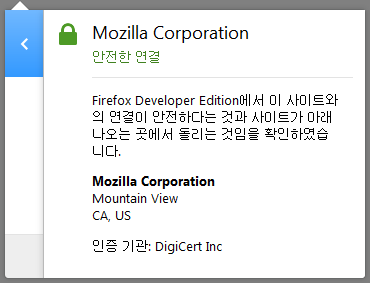 Mozilla Corporation
안전한 연결
Firefox Developer Edition에서 이 사이트와
의 연결이 안전하다는 것과 사이트가 아래
나오는 곳에서 돌리는 것임을 확인하였습
니다.
Mozilla Corporation
Mountain View
CA, US
인증 기관: DigiCert Inc